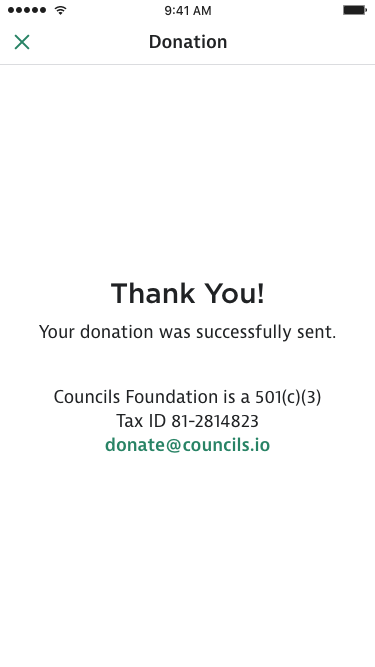 9:41 AM
Donation
Thank You!
Your donation was successfully sent.
Councils Foundation is a 501(c)(3)
Tax ID 81-2814823
donate@councils.io